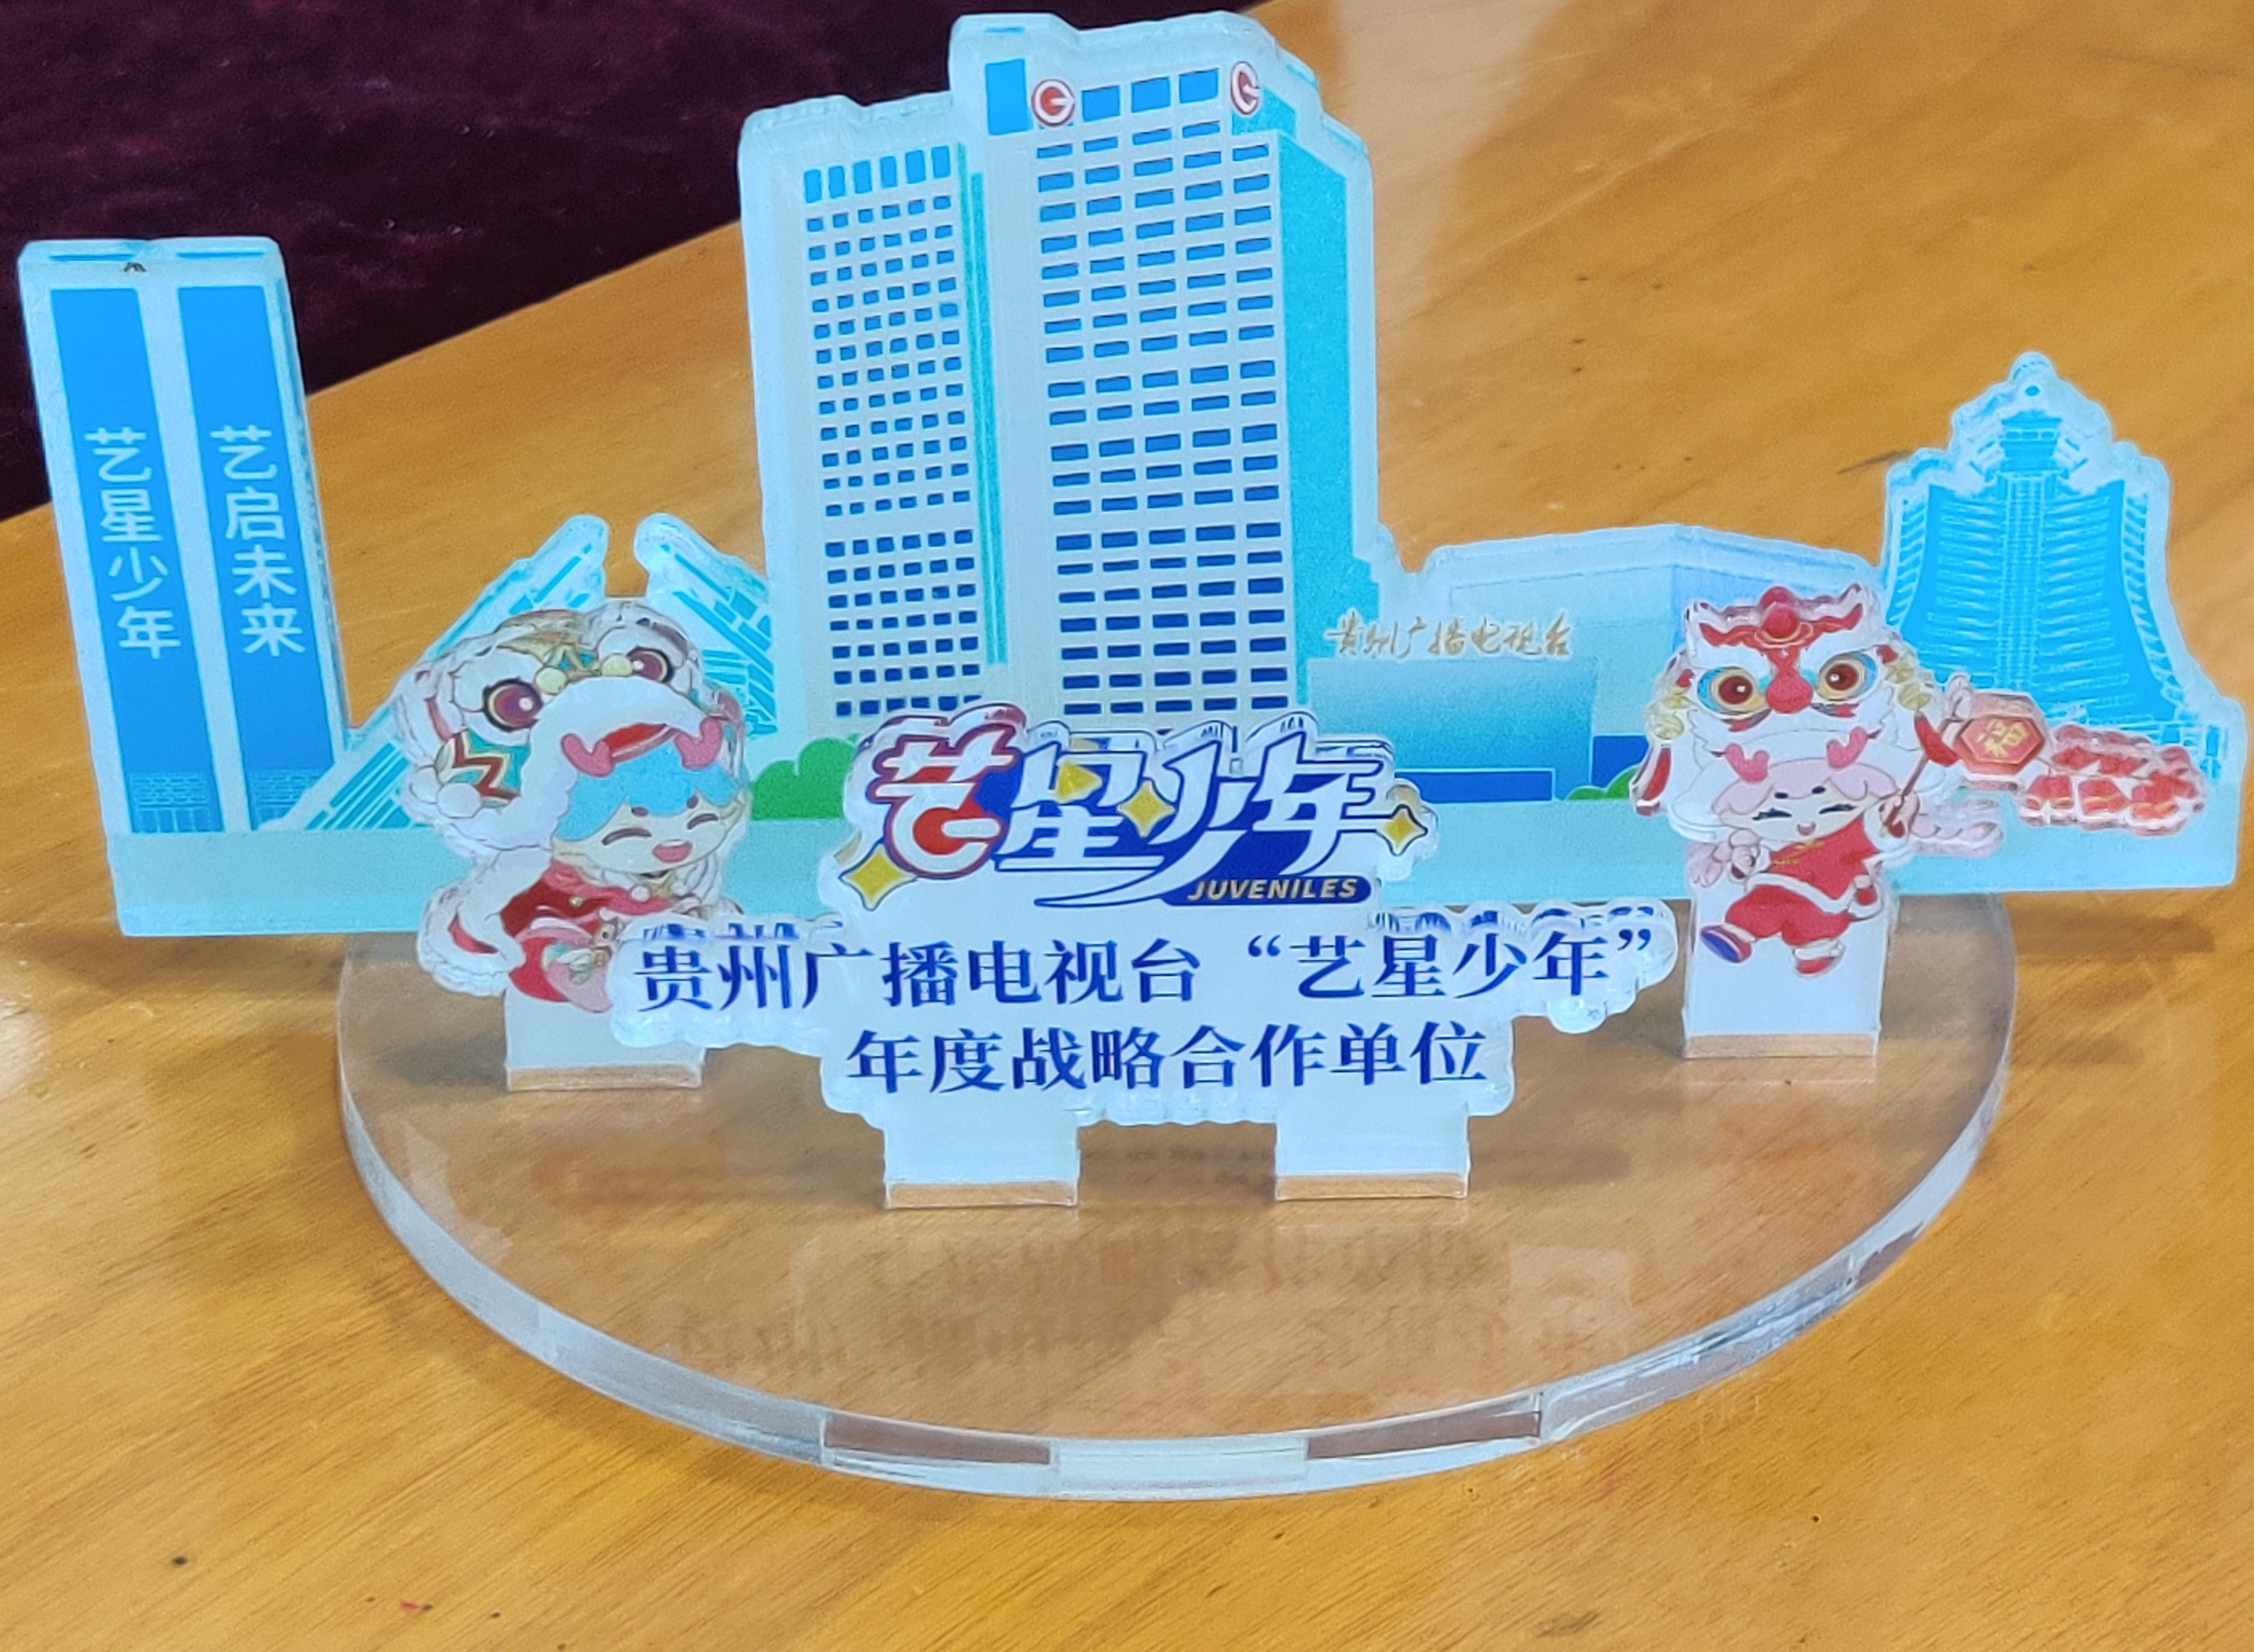 艺星少年
艺启未来
贵州广播电视台
福
艺星少年
JUVENILES
贵州广播电视台“艺星少年”
年度战略合作单位